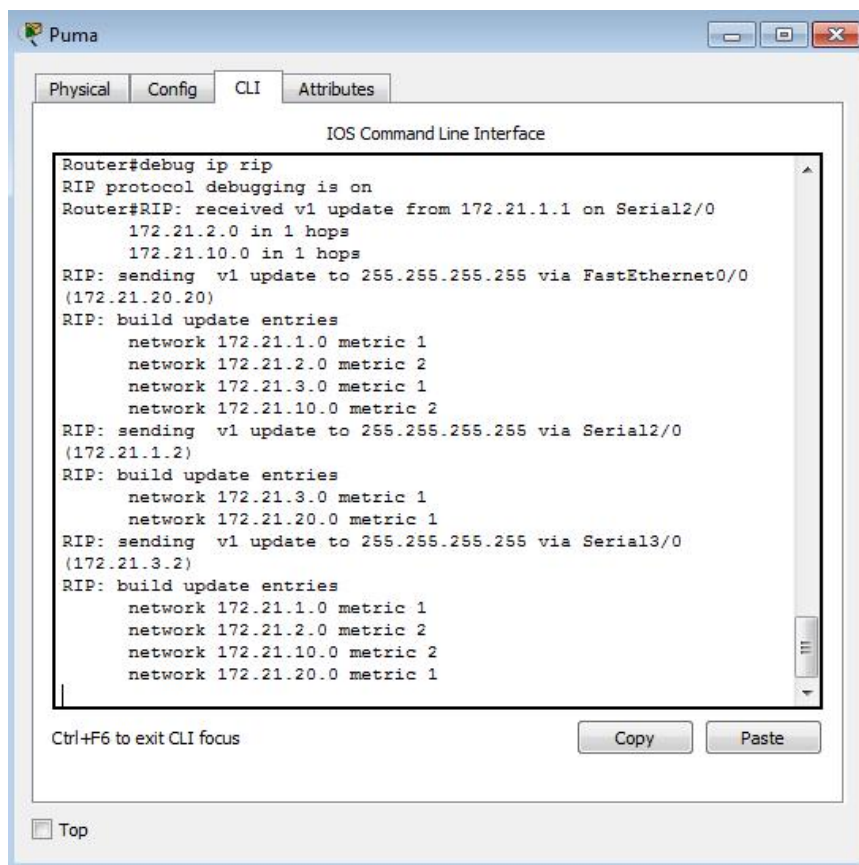 Puma
Physical Config CLI Attributes
IOS Command Line Interface
Router#debug ip rip
RIP protocol debugging is on
Router#RIP: received v1 update from 172.21.1.1 on Serial2/0
172.21.2.0 in 1 hops
172.21.10.0 in 1 hops
RIP: sending  v1 update to 255.255.255.255 via FastEthernet0/0
(172.21.20.20)
RIP: build update entries
network 172.21.1.0 metric 1
network 172.21.2.0 metric 2
network 172.21.3.0 metric 1
network 172.21.10.0 metric 2
RIP: sending  v1 update to 255.255.255.255 via Serial2/0
(172.21.1.2)
RIP: build update entries
network 172.21.3.0 metric 1
network 172.21.20.0 metric 1
RIP: sending  v1 update to 255.255.255.255 via Serial3/0
(172.21.3.2)
RIP: build update entries
network 172.21.1.0 metric 1
network 172.21.2.0 metric 2
network 172.21.10.0 metric 2
network 172.21.20.0 metric 1
Ctrl+F6 to exit CLI focus Copy Paste
Top